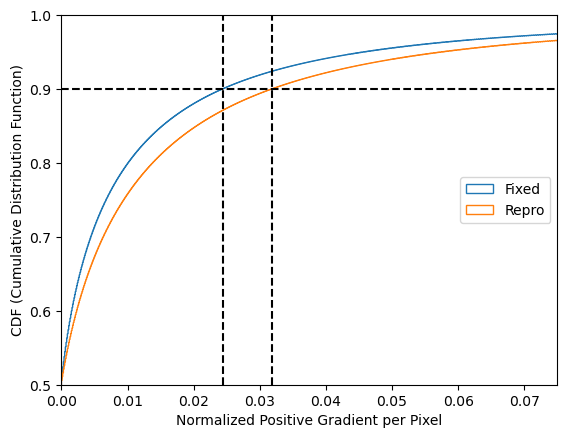 CDF (Cumulative Distribution Function)
1.0
0.9
0.8
0.7
0.6
0.5
Fixed
Repro
0.00 0.01 0.02 0.03 0.04 0.05 0.06 0.07
Normalized Positive Gradient per Pixel